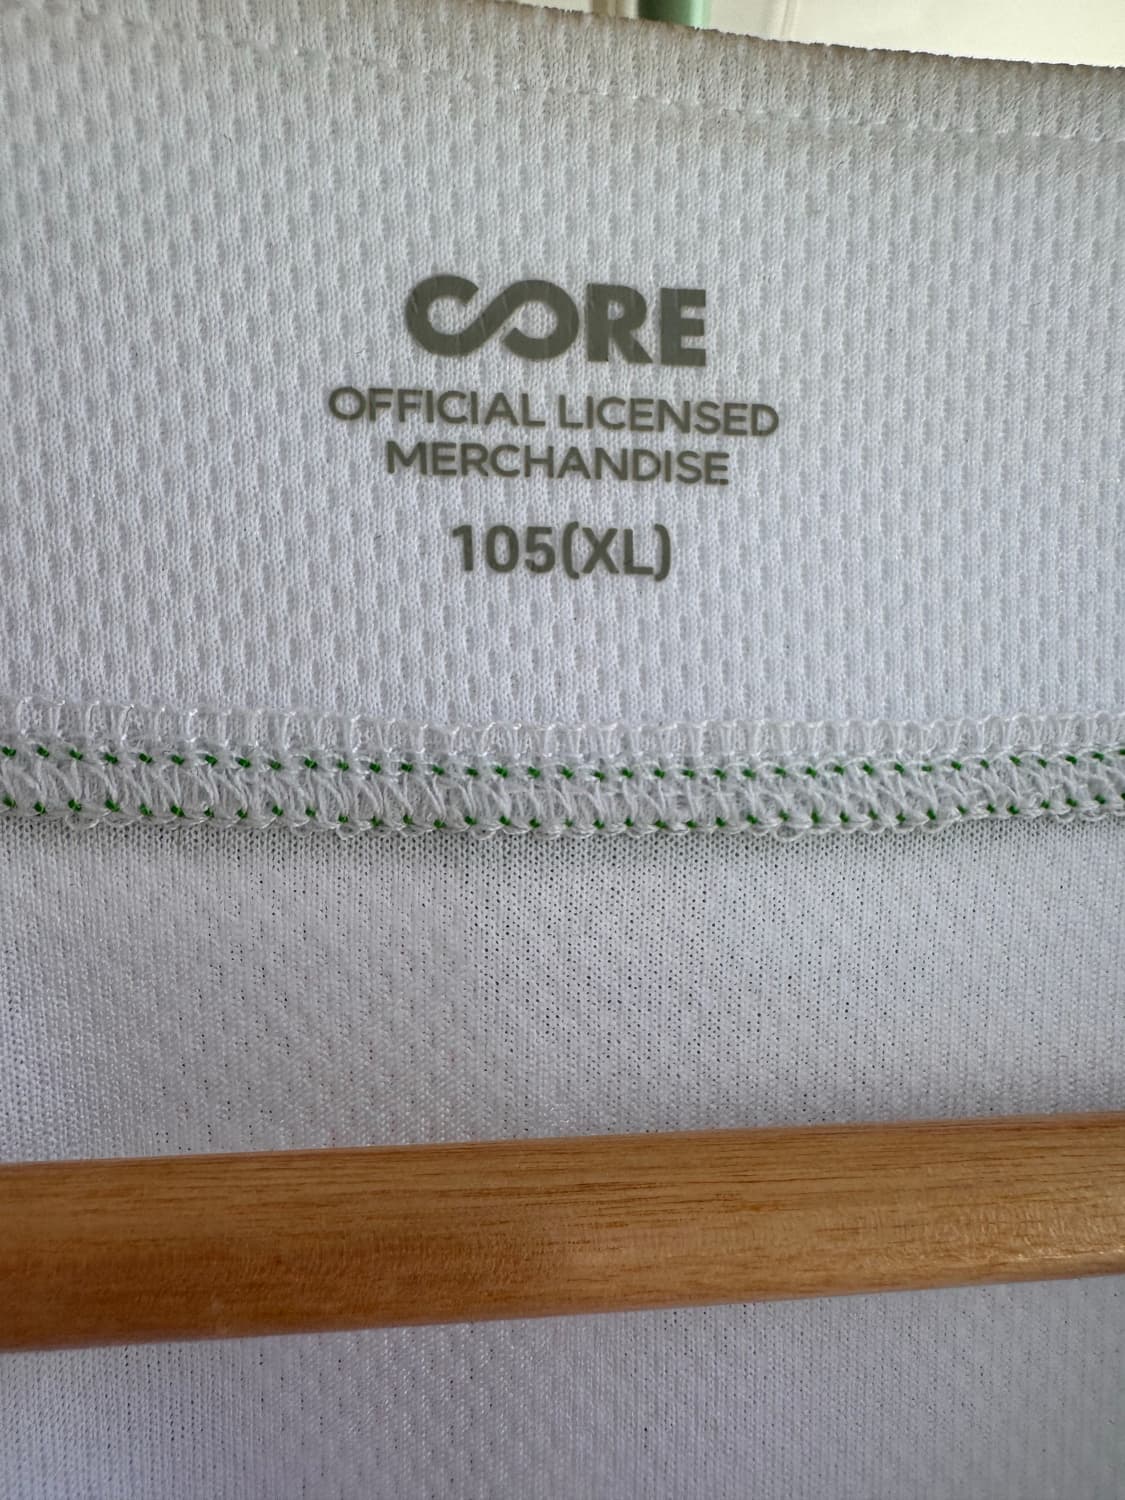 CORE
OFFICIAL LICENSED
MERCHANDISE
105(XL)